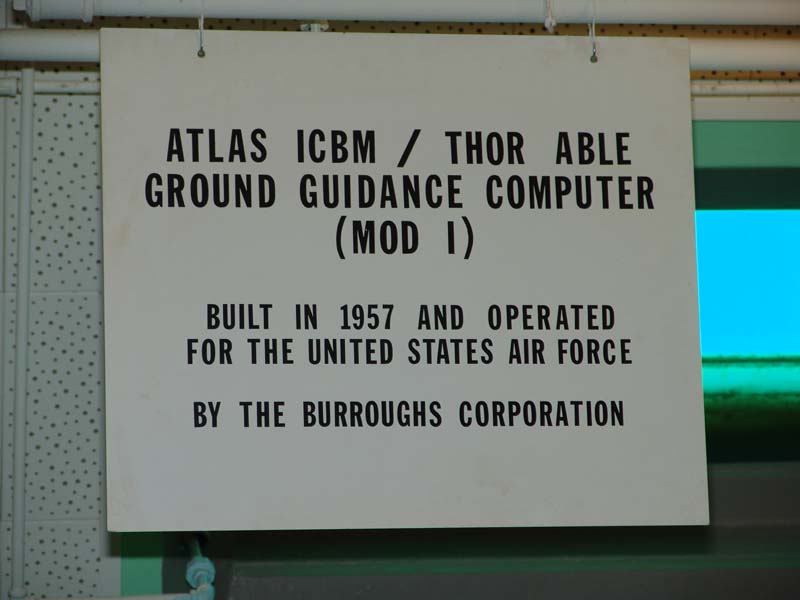 ATLAS ICBM / THOR ABLE
GROUND GUIDANCE COMPUTER
(MOD I)
BUILT IN 1957 AND OPERATED
FOR THE UNITED STATES AIR FORCE
BY THE BURROUGHS CORPORATION